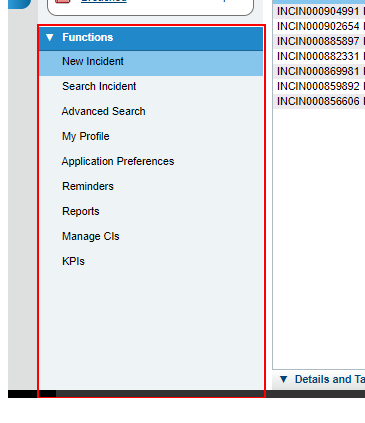 Functions
New Incident
Search Incident
Advanced Search
My Profile
Application Preferences
Reminders
Reports
Manage CIs
KPIs
INCIN000904991
INCIN000902654
INCIN000885897
INCIN000882331
INCIN000869981
INCIN000859892
INCIN000856606
Details and Ta